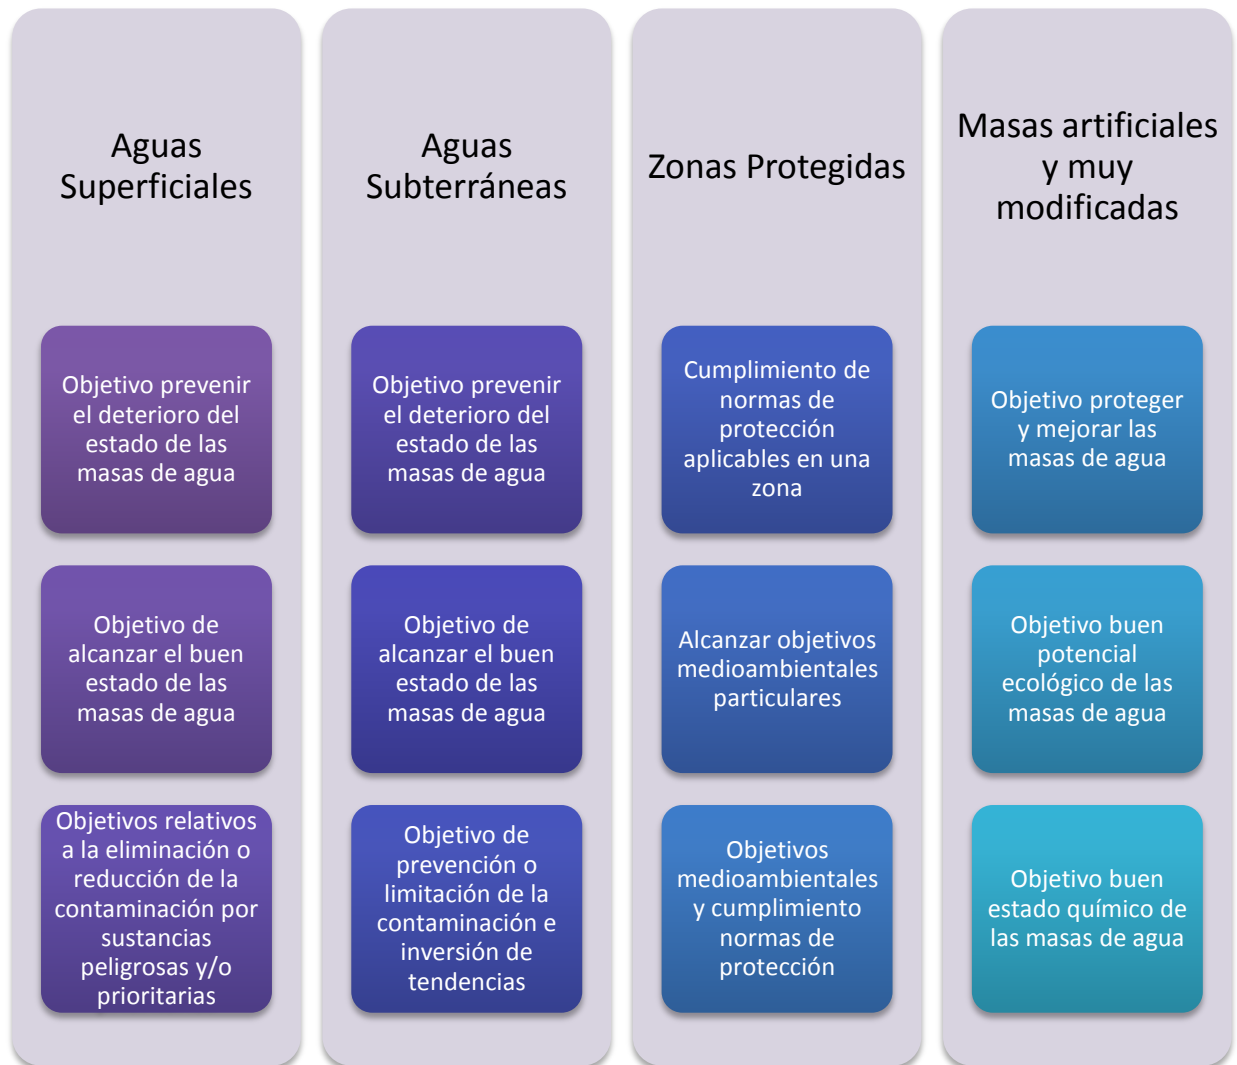 Aguas
Superficiales
Objetivo prevenir
el deterioro del
estado de las
masas de agua
Objetivo de
alcanzar el buen
estado de las
masas de agua
Objetivos relativos
a la eliminación o
reducción de la
contaminación por
sustancias
peligrosas y/o
prioritarias
Aguas
Subterráneas
Objetivo prevenir
el deterioro del
estado de las
masas de agua
Objetivo de
alcanzar el buen
estado de las
masas de agua
Objetivo de
prevención o
limitación de la
contaminación e
inversión de
tendencias
Zonas Protegidas
Cumplimiento de
normas de
protección
aplicables en una
zona
Alcanzar objetivos
medioambientales
particulares
Objetivos
medioambientales
y cumplimiento
normas de
protección
Masas artificiales
y muy
modificadas
Objetivo proteger
y mejorar las
masas de agua
Objetivo buen
potencial
ecológico de las
masas de agua
Objetivo buen
estado químico de
las masas de agua